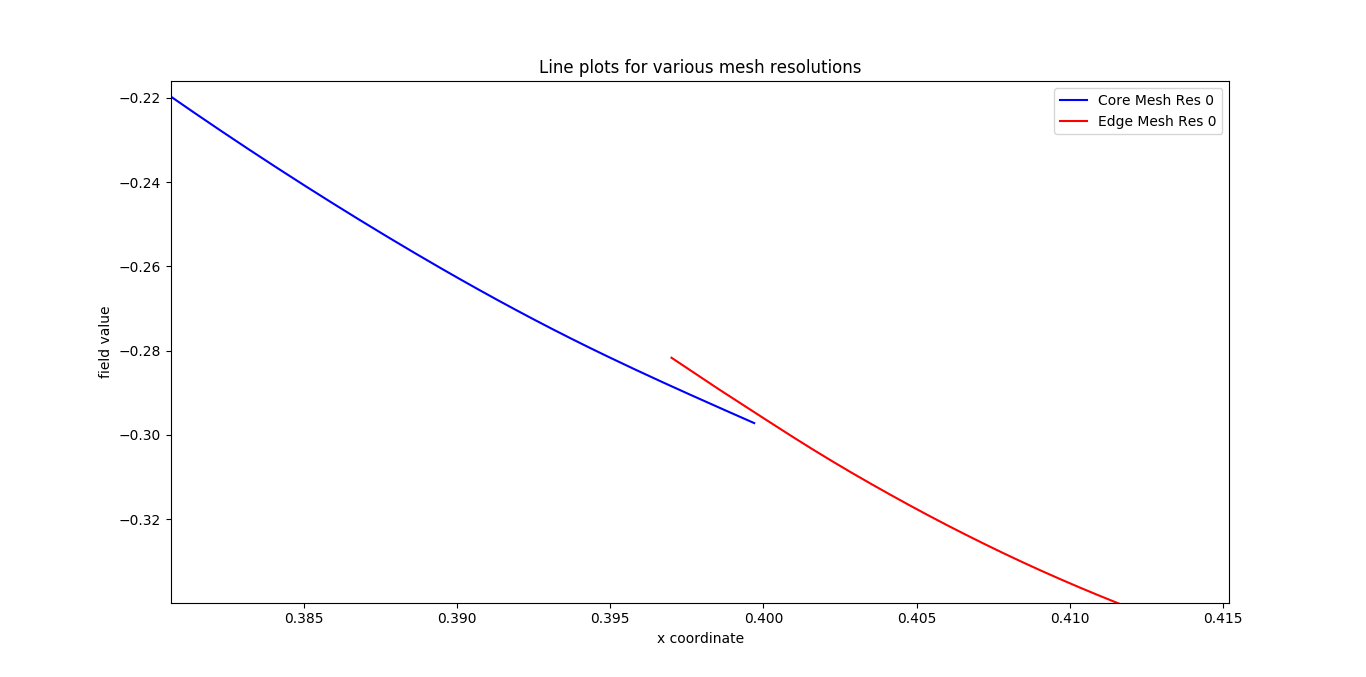 Line plots for various mesh resolutions
Core Mesh Res 0
Edge Mesh Res 0
field value
−0.22
−0.24
−0.26
−0.28
−0.30
−0.32
0.385 0.390 0.395 0.400 0.405 0.410 0.415
x coordinate